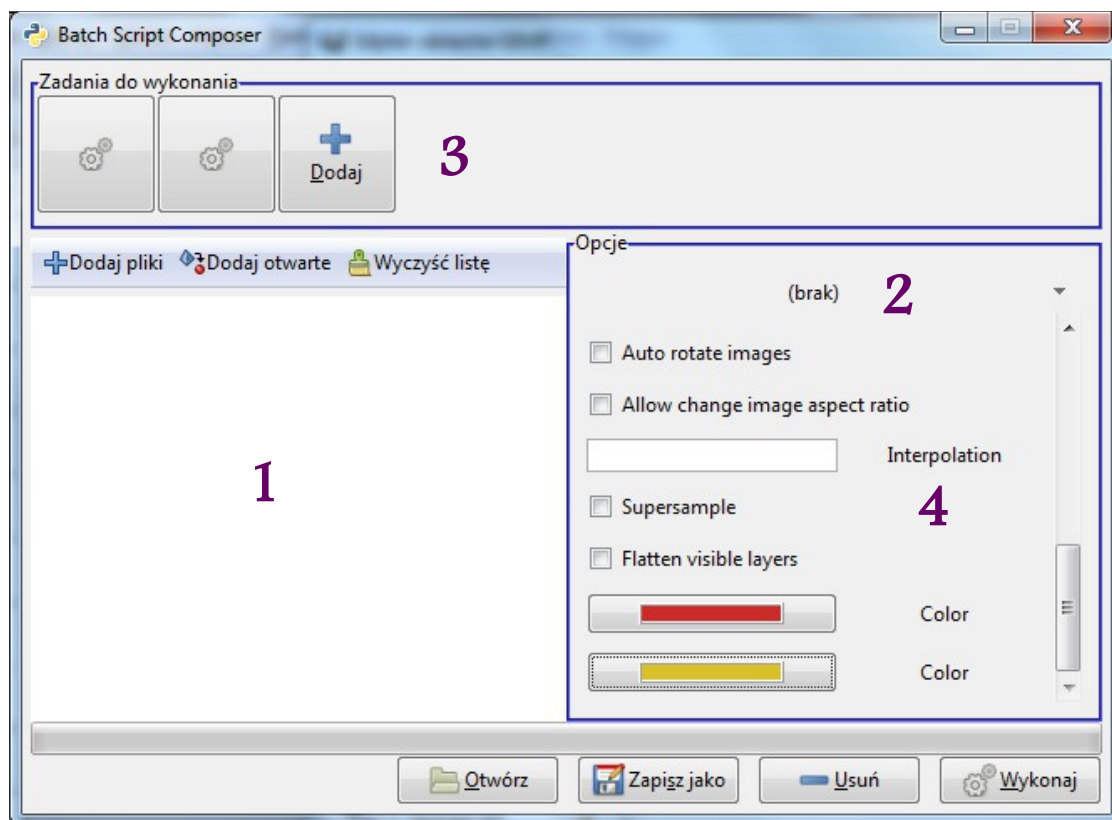 Batch Script Composer
Zadania do wykonania
Dodaj
3
Dodaj pliki Dodaj otwarte Wyczyść listę
Opcje
(brak)
2
Auto rotate images
Allow change image aspect ratio
Interpolation
1
Supersample
4
Flatten visible layers
Color
Color
Otwórz Zapisz jako Usuń Wykonaj